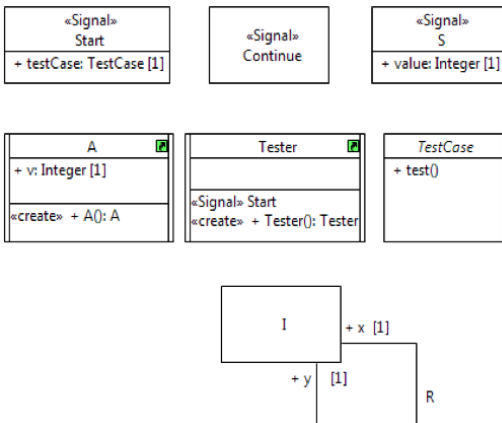 «Signal»
Start
+ testCase: TestCase [1]
«Signal»
Continue
«Signal»
S
+ value: Integer [1]
A
+ v: Integer [1]
«create» + A(): A
Tester
«Signal» Start
«create» + Tester(): Tester
TestCase
+ test()
I
+ x [1]
+ y [1]
R